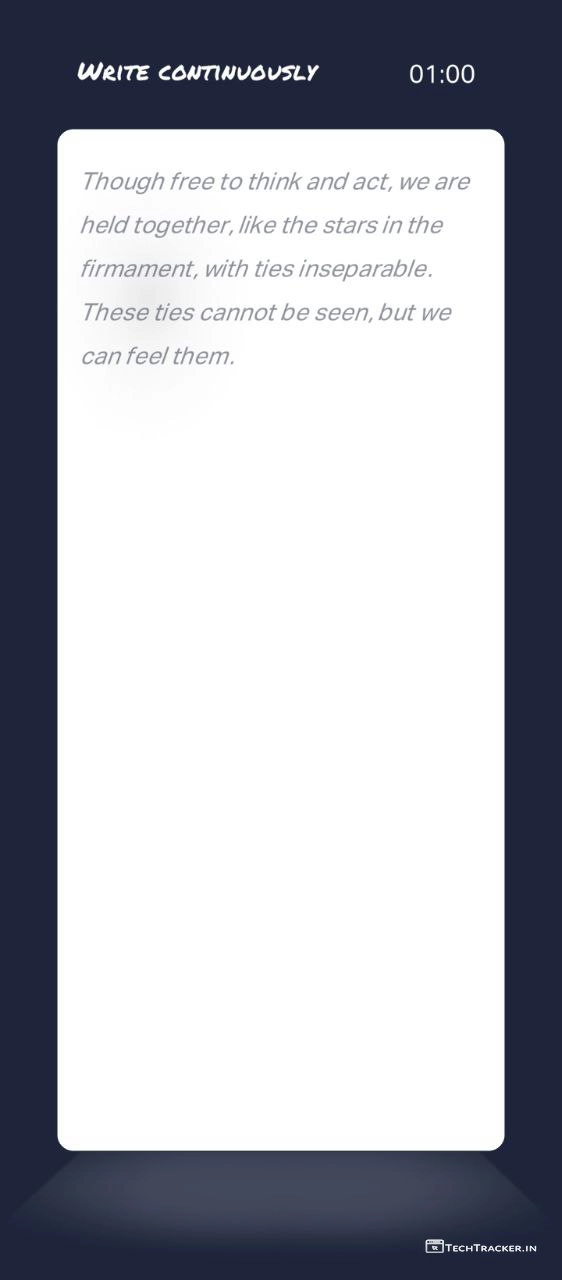 Write continuously 01:00
Though free to think and act, we are
held together, like the stars in the
firmament, with ties inseparable.
These ties cannot be seen, but we
can feel them.
TechTracker.in